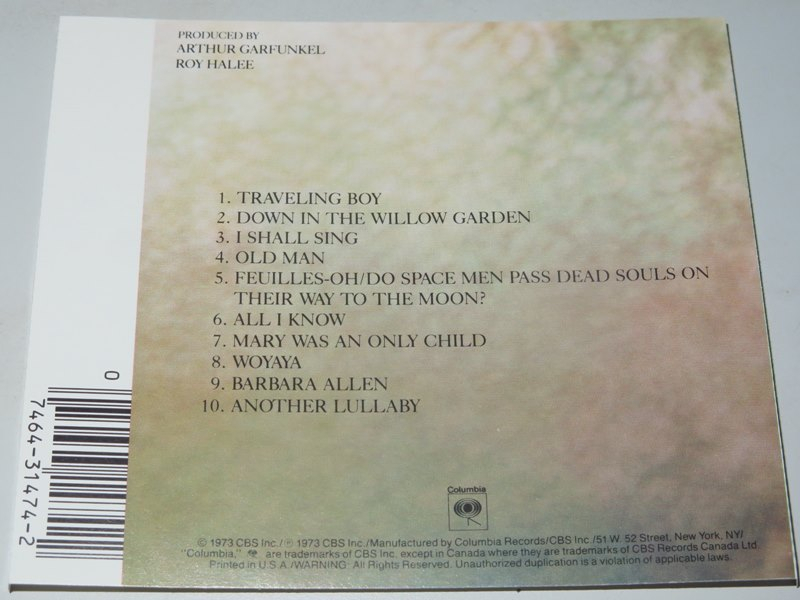 PRODUCED BY
ARTHUR GARFUNKEL
ROY HALEE
1. TRAVELING BOY
2. DOWN IN THE WILLOW GARDEN
3. I SHALL SING
4. OLD MAN
5. FEUILLES-OH/DO SPACE MEN PASS DEAD SOULS ON
THEIR WAY TO THE MOON?
6. ALL I KNOW
7. MARY WAS AN ONLY CHILD
8. WOYAYA
9. BARBARA ALLEN
10. ANOTHER LULLABY
0
7464-31474-2
Columbia
© 1973 CBS Inc./℗ 1973 CBS Inc./Manufactured by Columbia Records/CBS Inc./51 W. 52 Street, New York, NY/
"Columbia," are trademarks of CBS Inc. except in Canada where they are trademarks of CBS Records Canada Ltd.
Printed in U.S.A./WARNING: All Rights Reserved. Unauthorized duplication is a violation of applicable laws.